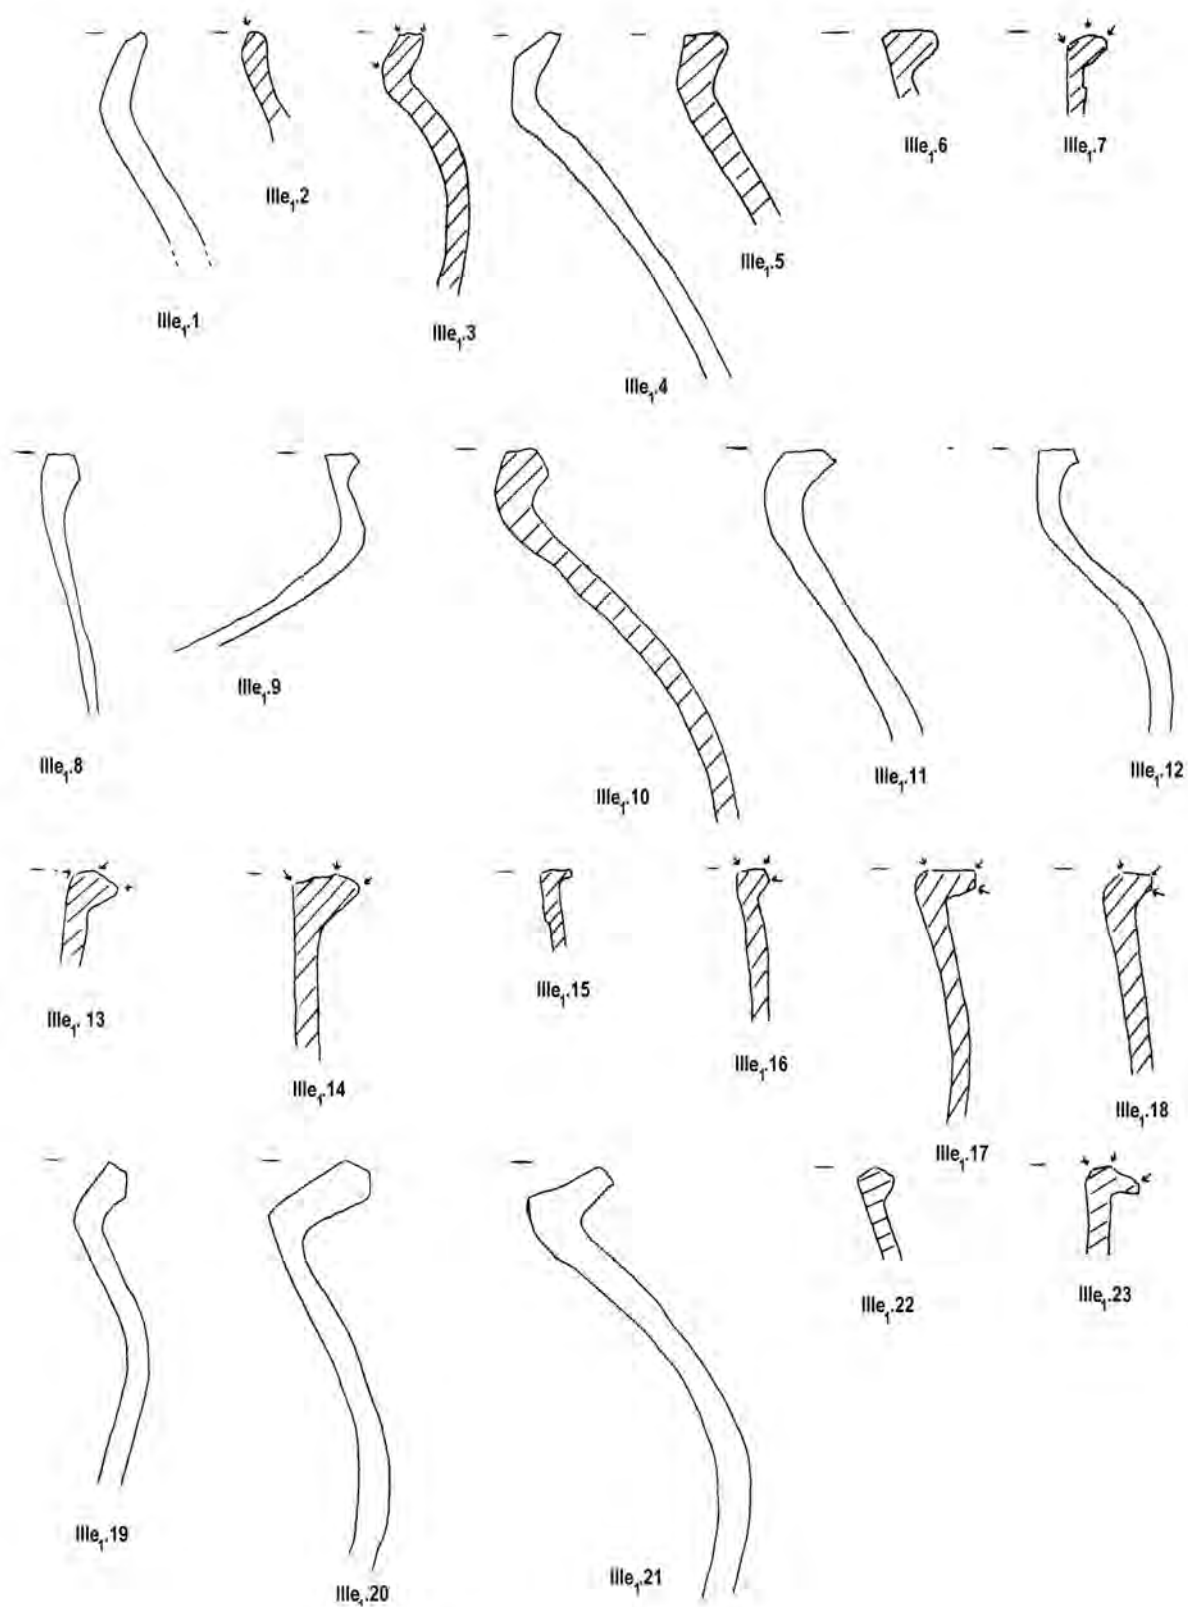 IIIe₁.1
IIIe₁.2
IIIe₁.3
IIIe₁.4
IIIe₁.5
IIIe₁.6
IIIe₁.7
IIIe₁.8
IIIe₁.9
IIIe₁.10
IIIe₁.11
IIIe₁.12
IIIe₁. 13
IIIe₁.14
IIIe₁.15
IIIe₁.16
IIIe₁.17
IIIe₁.18
IIIe₁.19
IIIe₁.20
IIIe₁.21
IIIe₁.22
IIIe₁.23